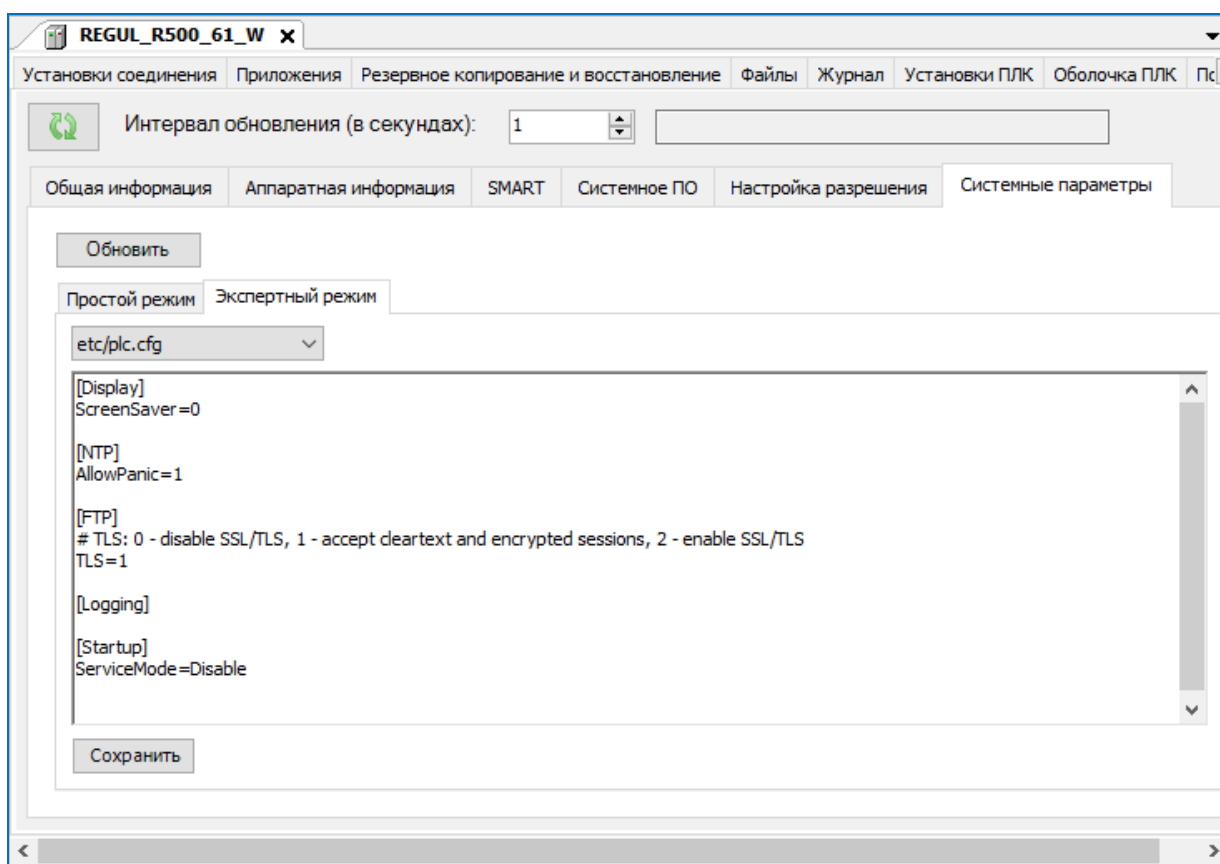 REGUL_R500_61_W
Установки соединения Приложения Резервное копирование и восстановление Файлы Журнал Установки ПЛК Оболочка ПЛК
Интервал обновления (в секундах): 1
Общая информация Аппаратная информация SMART Системное ПО Настройка разрешения Системные параметры
Обновить
Простой режим Экспертный режим
etc/plc.cfg
[Display]
ScreenSaver=0
[NTP]
AllowPanic=1
[FTP]
# TLS: 0 - disable SSL/TLS, 1 - accept cleartext and encrypted sessions, 2 - enable SSL/TLS
TLS=1
[Logging]
[Startup]
ServiceMode=Disable
Сохранить